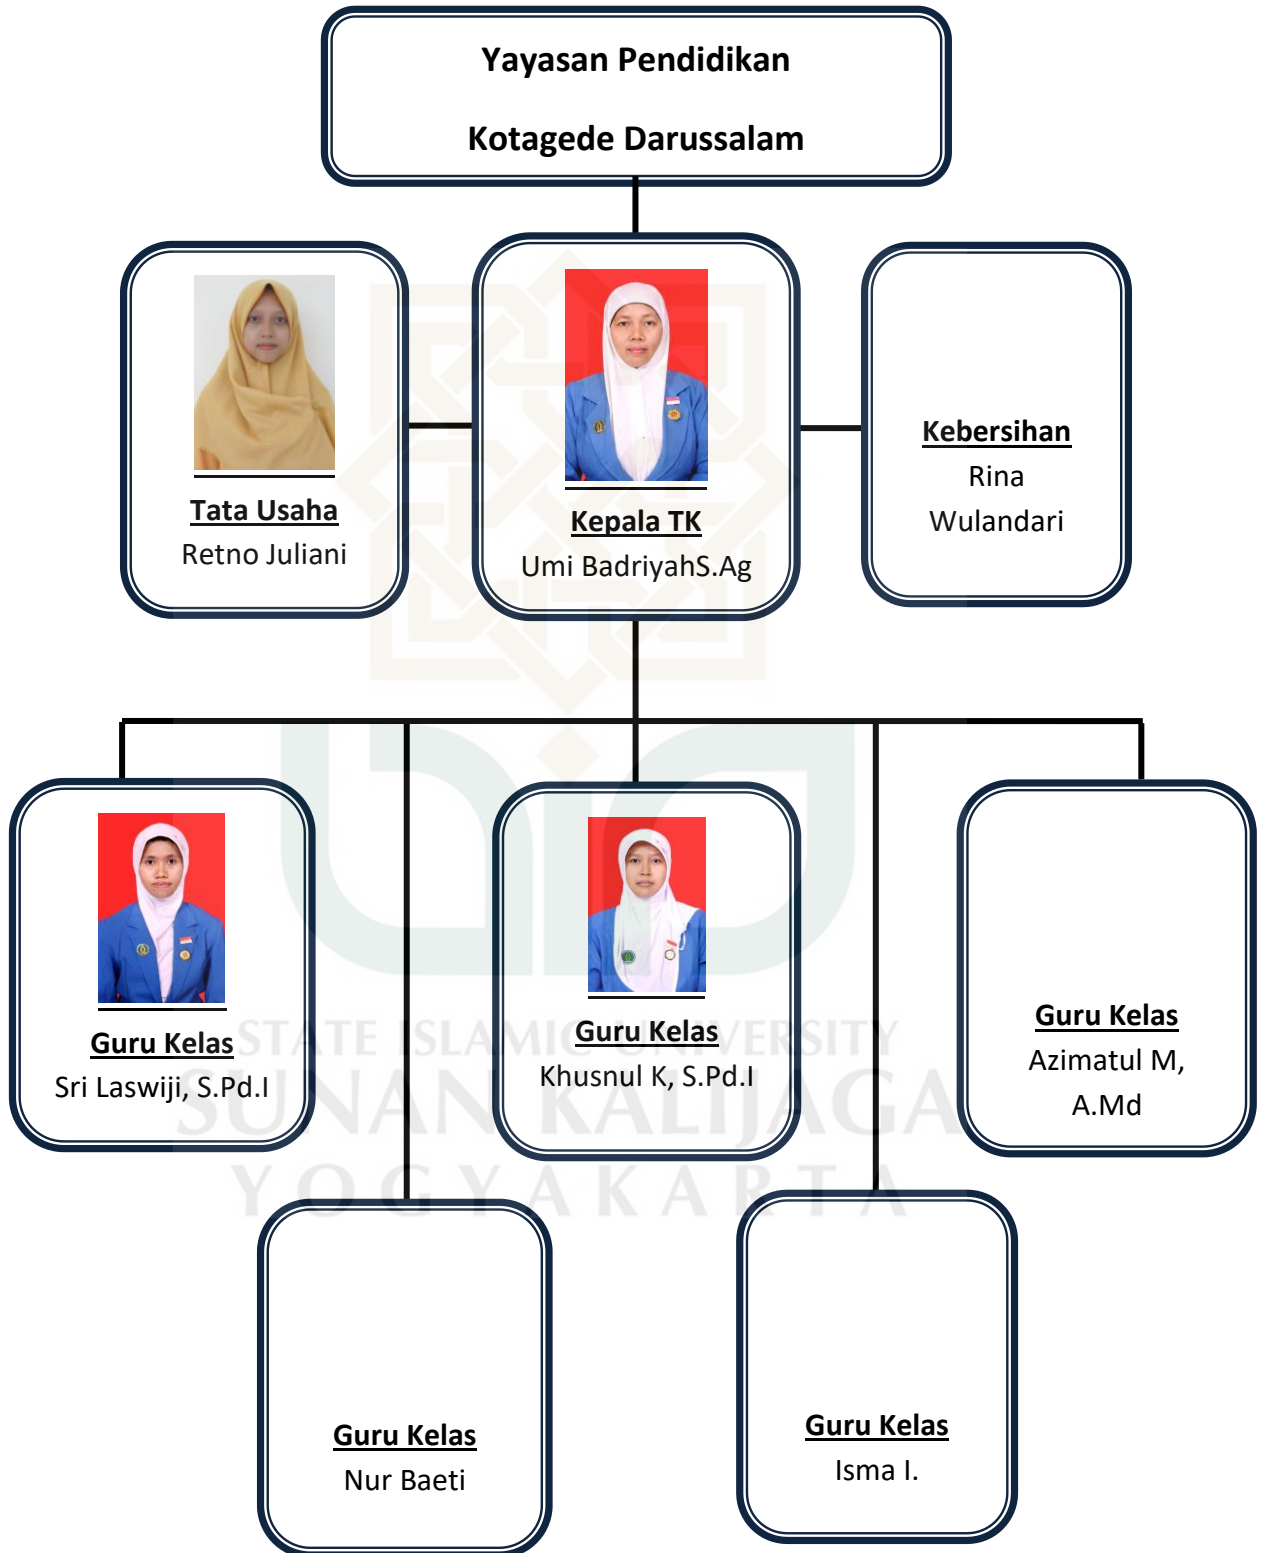 Yayasan Pendidikan
Kotagede Darussalam
Tata Usaha
Retno Juliani
Kepala TK
Umi BadriyahS.Ag
Kebersihan
Rina
Wulandari
Guru Kelas
Sri Laswiji, S.Pd.I
Guru Kelas
Khusnul K, S.Pd.I
Guru Kelas
Azimatul M,
A.Md
STATE ISLAMIC UNIVERSITY
SUNAN KALIJAGA
YOGYAKARTA
Guru Kelas
Nur Baeti
Guru Kelas
Isma I.